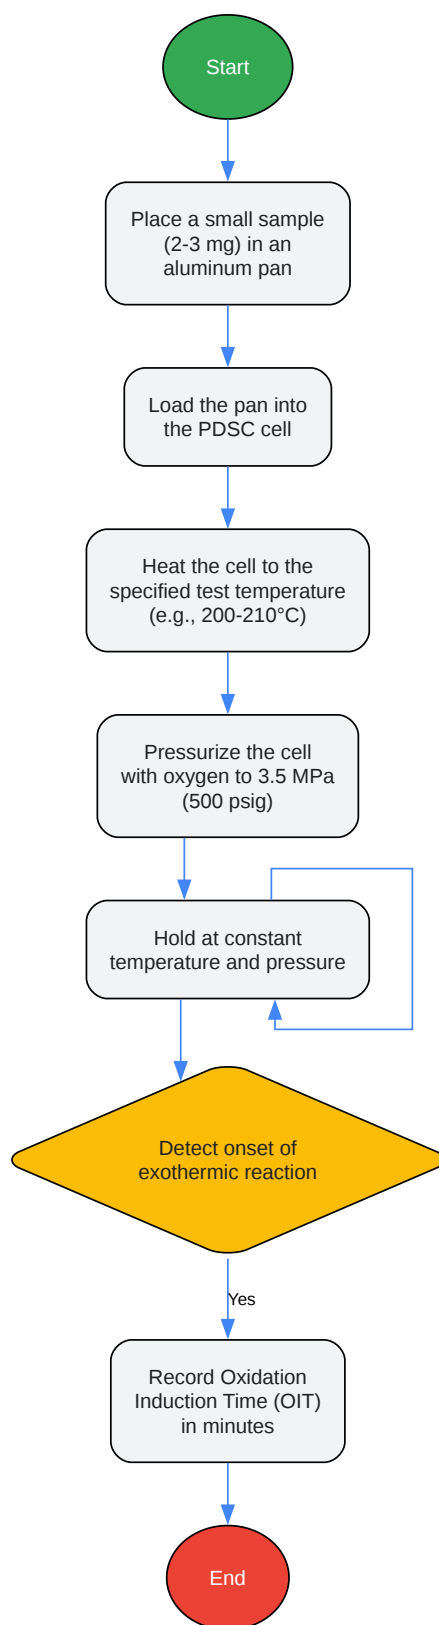 Start
Place a small sample
(2-3 mg) in an
aluminum pan
Load the pan into
the PDSC cell
Heat the cell to the
specified test temperature
(e.g., 200-210°C)
Pressurize the cell
with oxygen to 3.5 MPa
(500 psig)
Hold at constant
temperature and pressure
Detect onset of
exothermic reaction
Yes
Record Oxidation
Induction Time (OIT)
in minutes
End